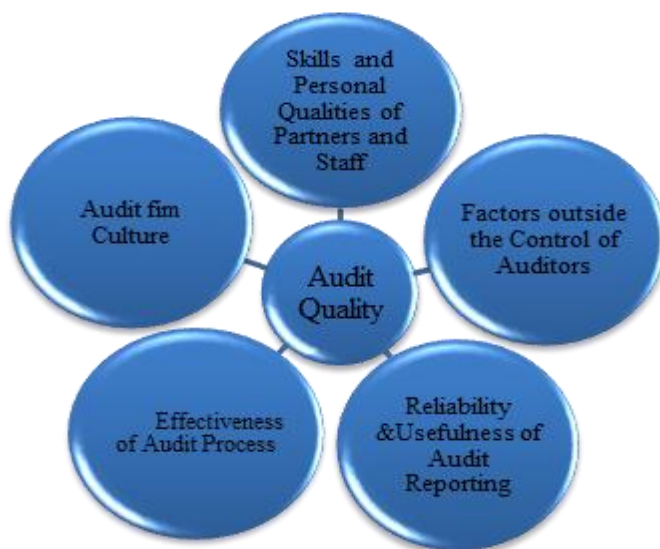 Skills and
Personal
Qualities of
Partners and
Staff
Audit fim
Culture
Factors outside
the Control of
Auditors
Audit
Quality
Effectiveness
of Audit Process
Reliability
&Usefulness of
Audit
Reporting